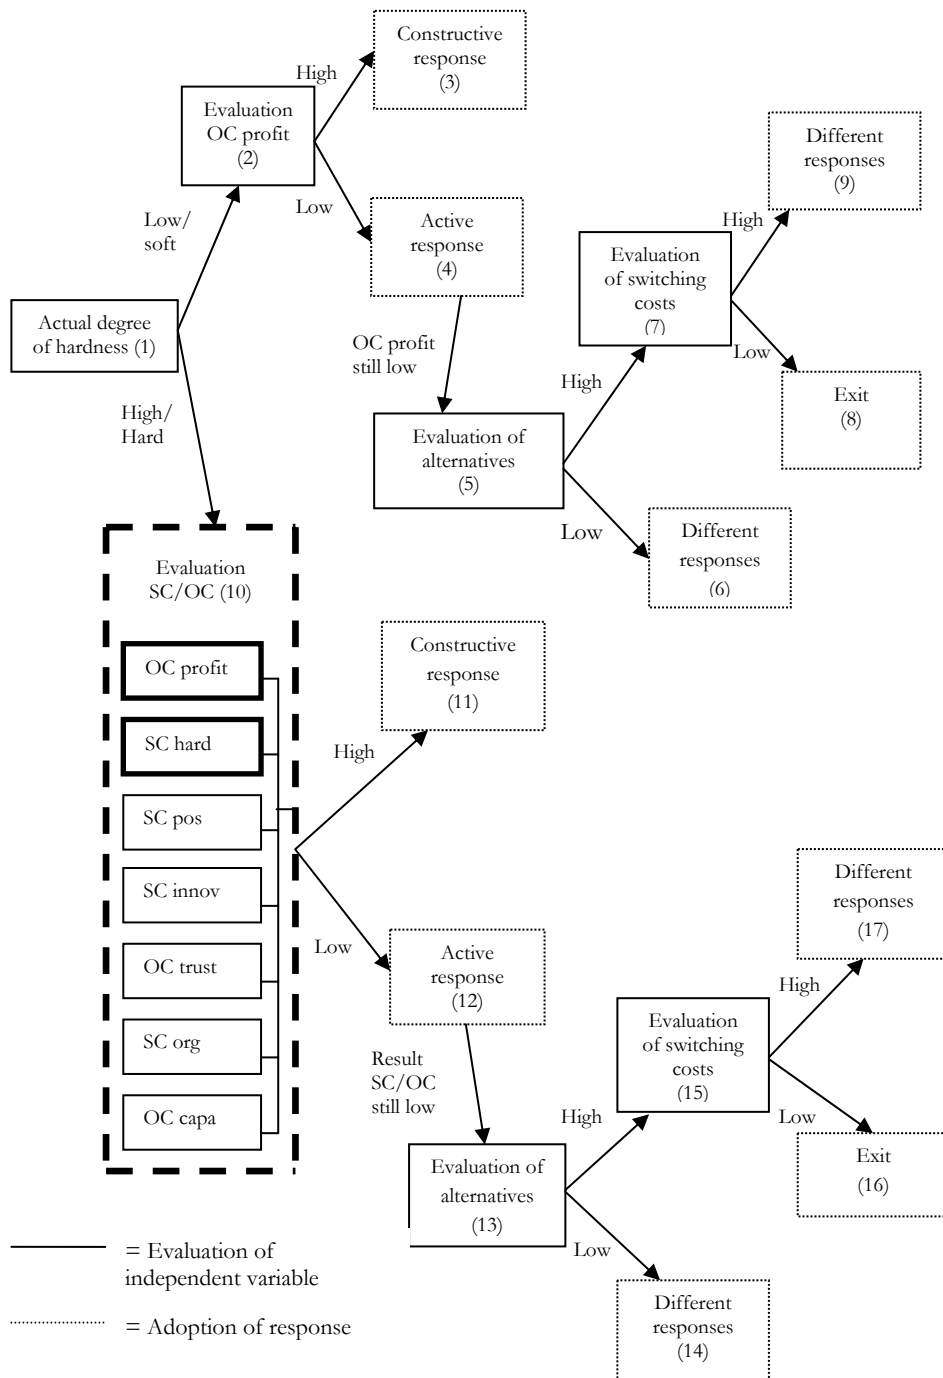 Constructive
response
(3)
High
Evaluation
OC profit
(2)
Low
Active
response
(4)
Low/
soft
Different
responses
(9)
High
Evaluation
of switching
costs
(7)
Low
Exit
(8)
Actual degree
of hardness (1)
OC profit
still low
High
Evaluation of
alternatives
(5)
Low
Different
responses
(6)
High/
Hard
Evaluation
SC/OC (10)
OC profit
SC hard
SC pos
SC innov
OC trust
SC org
OC capa
Constructive
response
(11)
High
Low
Active
response
(12)
Result
SC/OC
still low
Evaluation of
alternatives
(13)
High
Evaluation
of switching
costs
(15)
High
Different
responses
(17)
Low
Exit
(16)
Low
Different
responses
(14)
= Evaluation of
independent variable
= Adoption of response